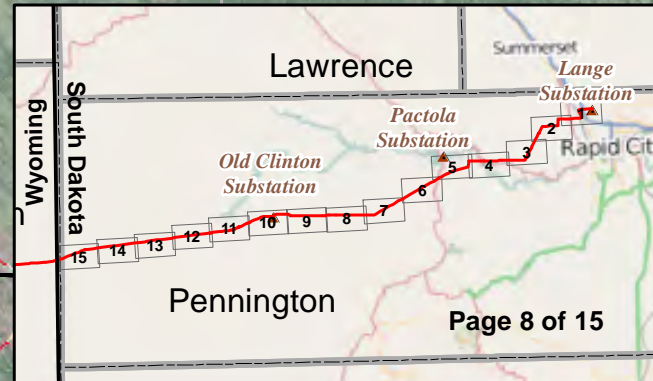 Summerset
Lawrence
Lange
Substation
Wyoming
South Dakota
Pactola
Substation
Old Clinton
Substation
Rapid Cit
1
2
3
4
5
6
7
8
9
10
11
12
13
14
15
Pennington
Page 8 of 15